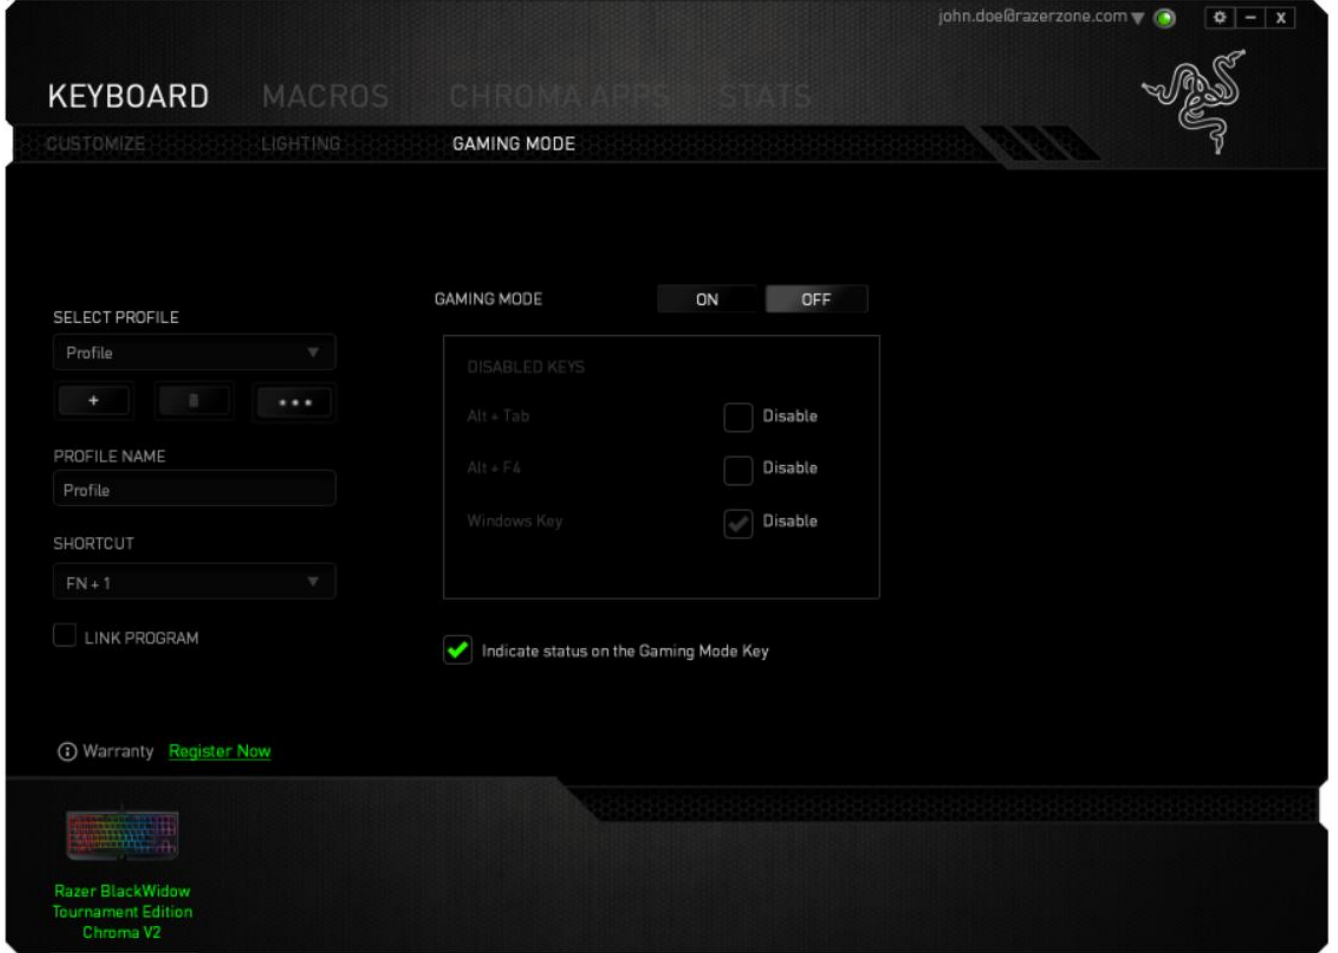 john.doe@razerzone.com
X
KEYBOARD MACROS CHROMA APPS STATS
CUSTOMIZE LIGHTING GAMING MODE
GAMING MODE ON OFF
SELECT PROFILE
Profile
+
DISABLED KEYS
Alt + Tab Disable
PROFILE NAME
Alt + F4 Disable
Profile
Windows Key Disable
SHORTCUT
FN + 1
LINK PROGRAM
Indicate status on the Gaming Mode Key
Warranty Register Now
Razer BlackWidow
Tournament Edition
Chroma V2